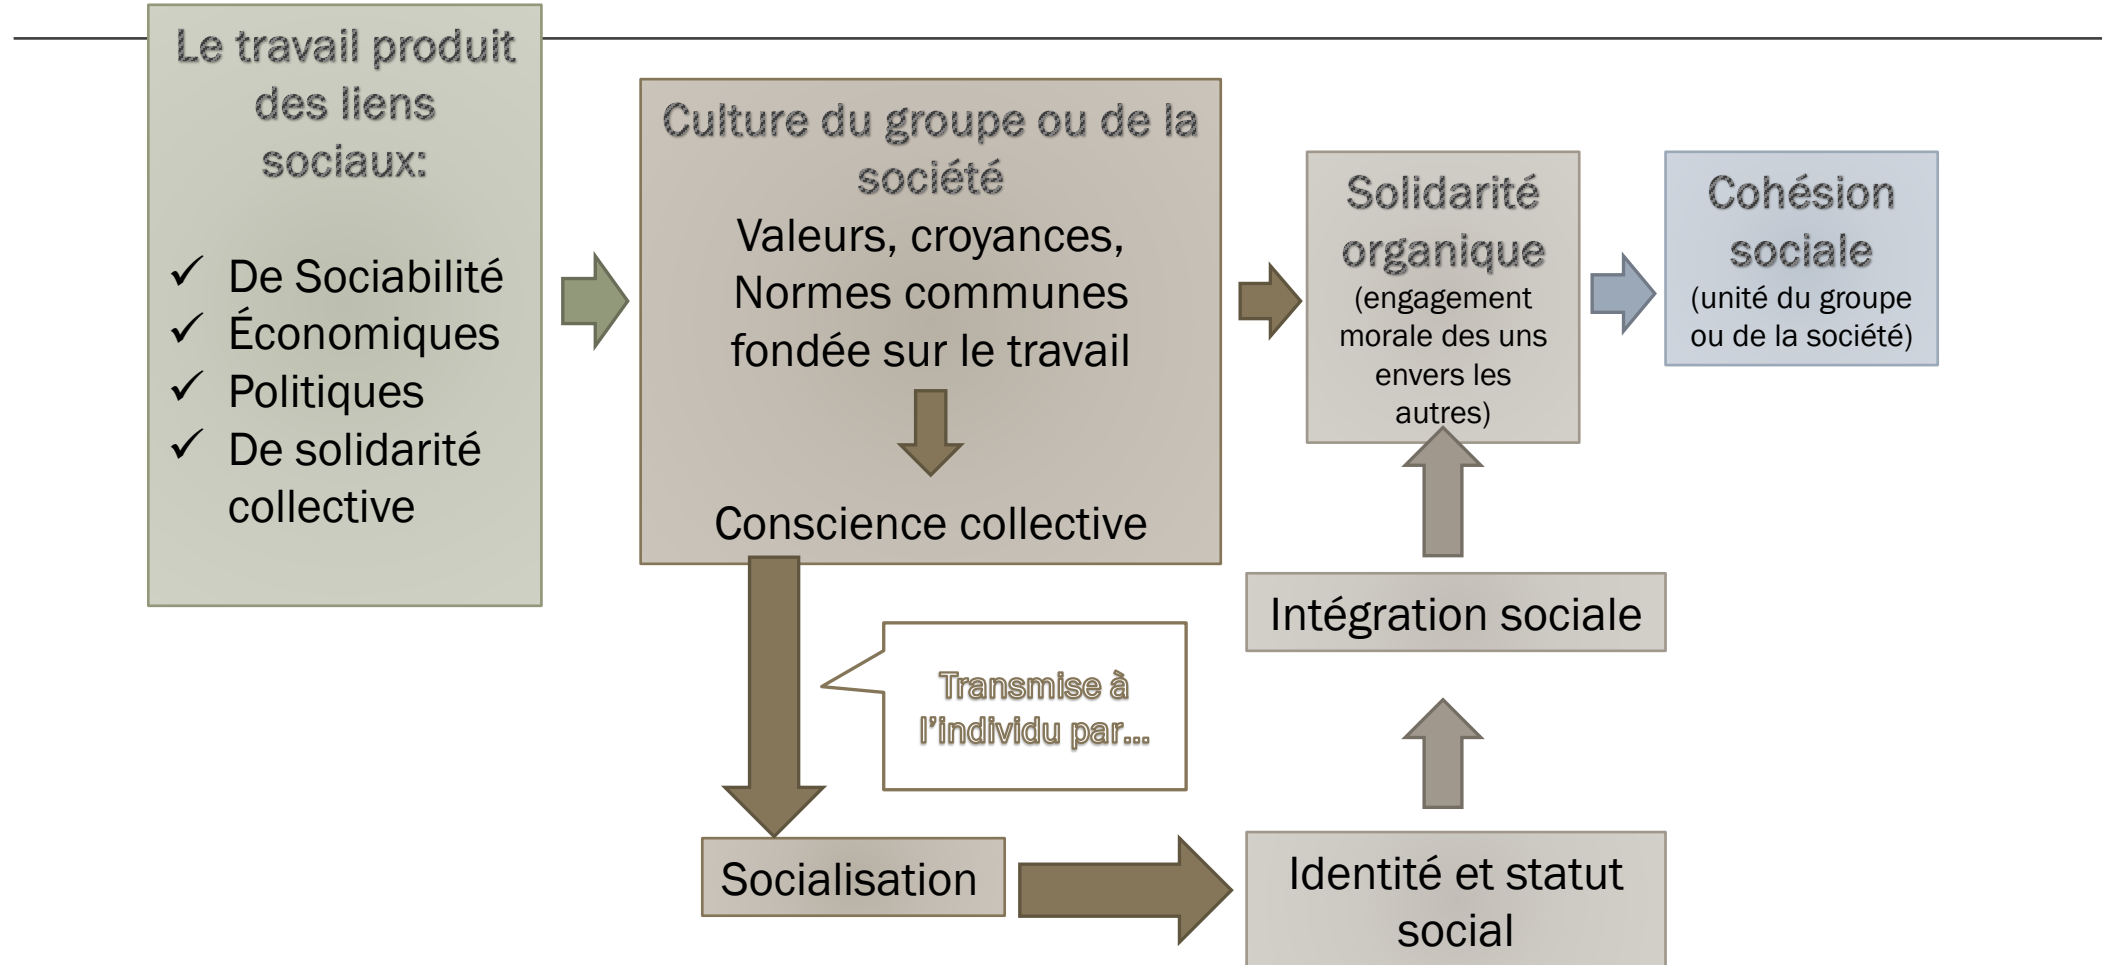 Le travail produit
des liens
sociaux:
✓ De Sociabilité
✓ Économiques
✓ Politiques
✓ De solidarité
collective
Culture du groupe ou de la
société
Valeurs, croyances,
Normes communes
fondée sur le travail
Conscience collective
Transmise à
l’individu par…
Socialisation
Identité et statut
social
Intégration sociale
Solidarité
organique
(engagement
morale des uns
envers les
autres)
Cohésion
sociale
(unité du groupe
ou de la société)